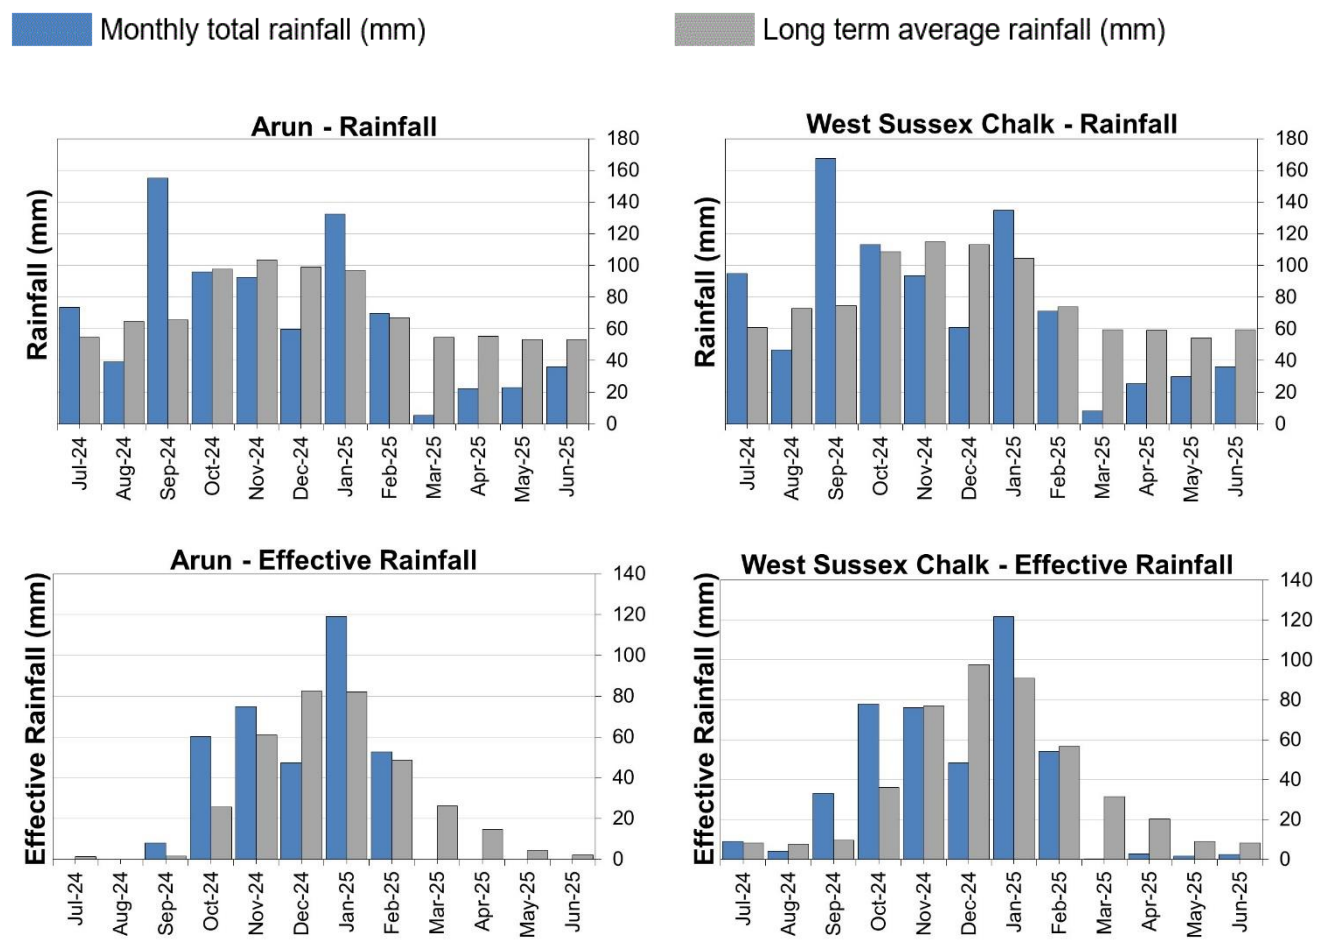 Monthly total rainfall (mm) Long term average rainfall (mm)
Arun - Rainfall
Rainfall (mm)
180
160
140
120
100
80
60
40
20
0
Jul-24
Aug-24
Sep-24
Oct-24
Nov-24
Dec-24
Jan-25
Feb-25
Mar-25
Apr-25
May-25
Jun-25
West Sussex Chalk - Rainfall
Rainfall (mm)
180
160
140
120
100
80
60
40
20
0
Jul-24
Aug-24
Sep-24
Oct-24
Nov-24
Dec-24
Jan-25
Feb-25
Mar-25
Apr-25
May-25
Jun-25
Arun - Effective Rainfall
Effective Rainfall (mm)
140
120
100
80
60
40
20
0
Jul-24
Aug-24
Sep-24
Oct-24
Nov-24
Dec-24
Jan-25
Feb-25
Mar-25
Apr-25
May-25
Jun-25
West Sussex Chalk - Effective Rainfall
Effective Rainfall (mm)
140
120
100
80
60
40
20
0
Jul-24
Aug-24
Sep-24
Oct-24
Nov-24
Dec-24
Jan-25
Feb-25
Mar-25
Apr-25
May-25
Jun-25